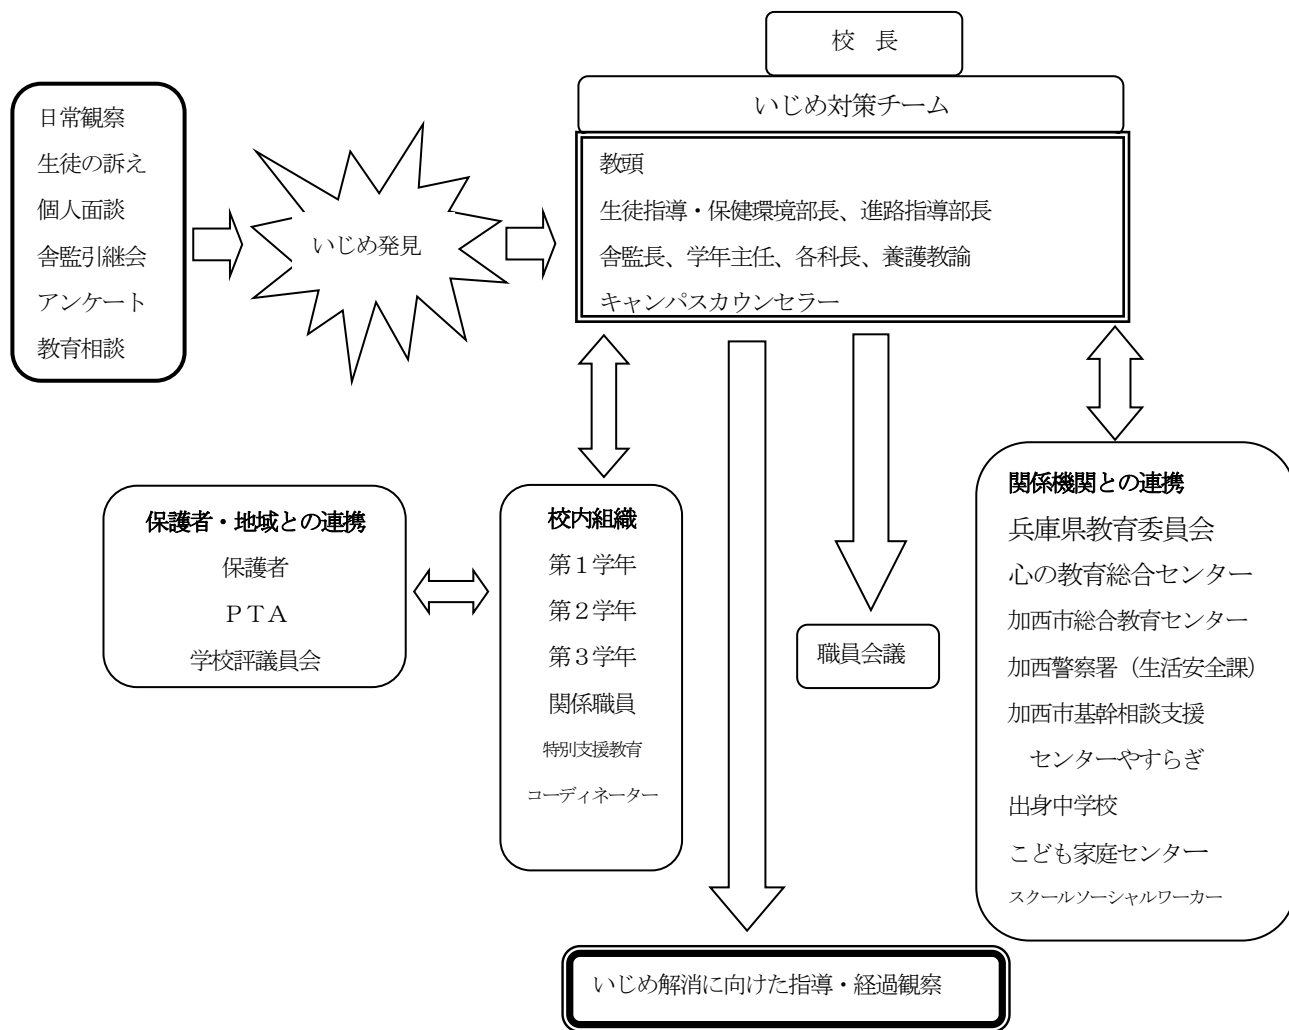 校　長
いじめ対策チーム
教頭
生徒指導・保健環境部長、進路指導部長
舎監長、学年主任、各科長、養護教諭
キャンパスカウンセラー
日常観察
生徒の訴え
個人面談
舎監引継会
アンケート
教育相談
いじめ発見
保護者・地域との連携
保護者
ＰＴＡ
学校評議員会
校内組織
第１学年
第２学年
第３学年
関係職員
特別支援教育
コーディネーター
職員会議
関係機関との連携
兵庫県教育委員会
心の教育総合センター
加西市総合教育センター
加西警察署（生活安全課）
加西市基幹相談支援
センターやすらぎ
出身中学校
こども家庭センター
スクールソーシャルワーカー
いじめ解消に向けた指導・経過観察